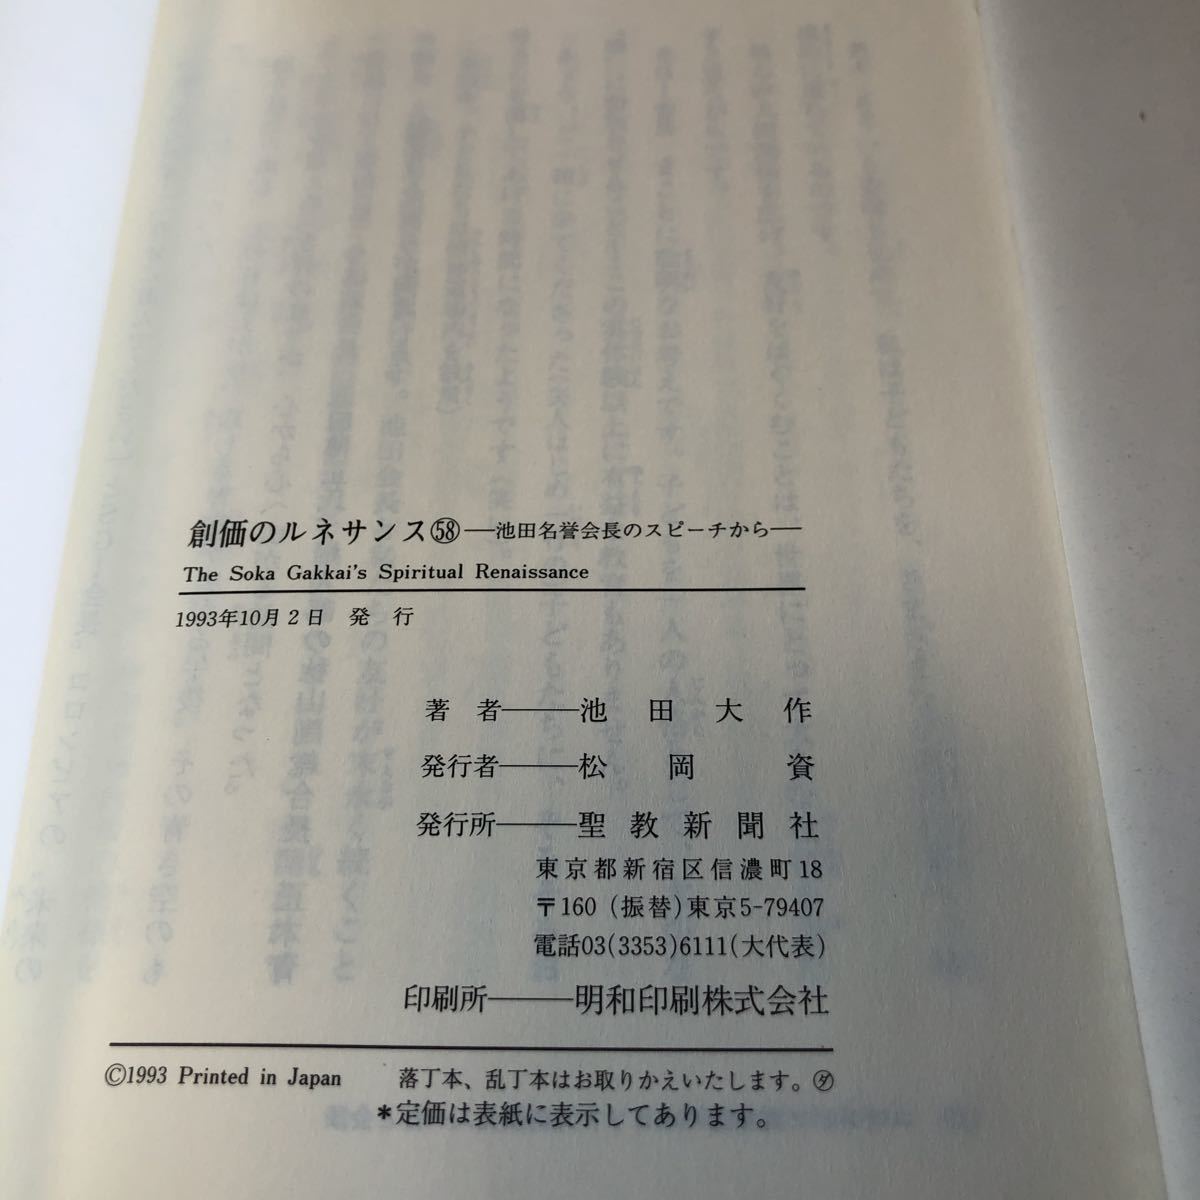 創価のルネサンス㊽ —池田名誉会長のスピーチから—
The Soka Gakkai's Spiritual Renaissance
1993年10月2日 発行
著者——池田大作
発行者——松岡資
発行所——聖教新聞社
東京都新宿区信濃町18
〒160 (振替)東京5-79407
電話03(3353)6111(大代表)
印刷所——明和印刷株式会社
©1993 Printed in Japan 落丁本、乱丁本はお取りかえいたします。㋟
*定価は表紙に表示してあります。